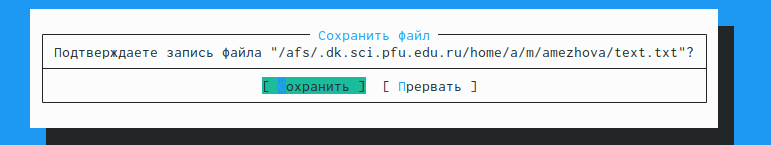 Сохранить файл
Подтверждаете запись файла "/afs/.dk.sci.pfu.edu.ru/home/a/m/amezhova/text.txt"?
[ Сохранить ] [ Прервать ]